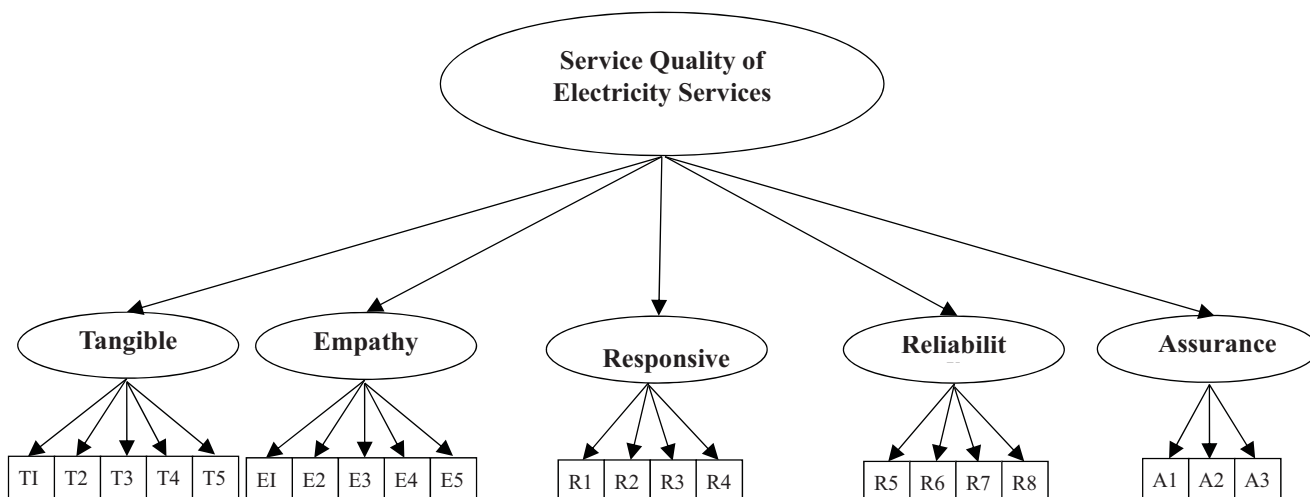 Service Quality of
Electricity Services
Tangible
Empathy
Responsive
Reliabilit
Assurance
TI T2 T3 T4 T5
EI E2 E3 E4 E5
R1 R2 R3 R4
R5 R6 R7 R8
A1 A2 A3